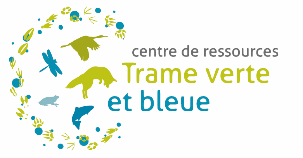 centre de ressources
Trame verte
et bleue